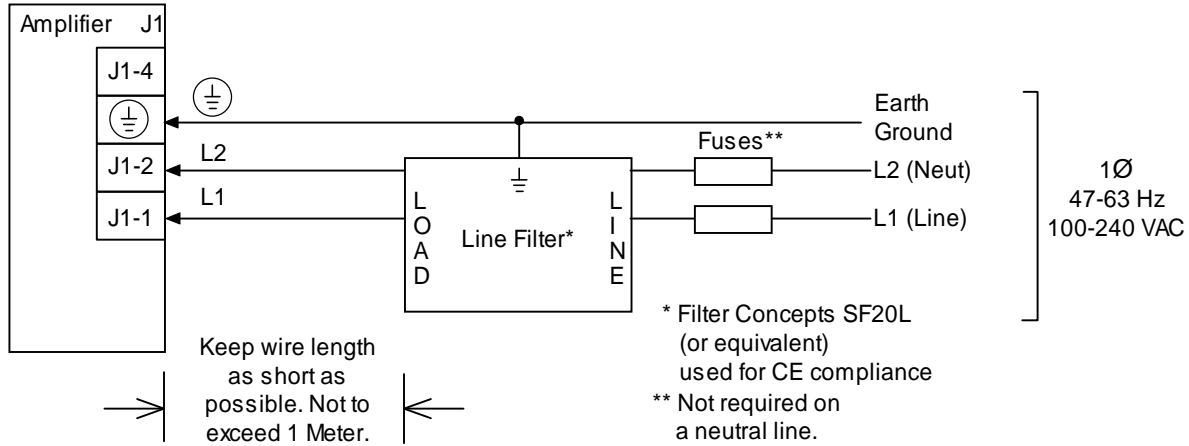 Amplifier J1
J1-4
J1-2
J1-1
L2
L1
LOAD
Line Filter*
LINE
Fuses**
Earth
Ground
L2 (Neut)
L1 (Line)
1Ø
47-63 Hz
100-240 VAC
* Filter Concepts SF20L
(or equivalent)
used for CE compliance
** Not required on
a neutral line.
Keep wire length
as short as
possible. Not to
exceed 1 Meter.